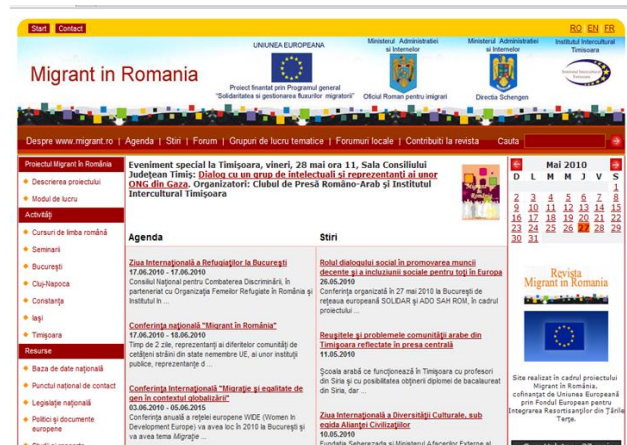 Start Contact
RO EN FR
UNIUNEA EUROPEANA
Ministerul Administratiei
si Internelor
Ministerul Administratiei
si Internelor
Institutul Intercultural
Timisoara
Migrant in Romania
Proiect finantat prin Programul general
"Solidaritatea si gestionarea fluxurilor migratorii"
Oficiul Roman pentru imigrari
Directia Schengen
Despre www.migrant.ro | Agenda | Stiri | Forum | Grupuri de lucru tematice | Forumuri locale | Contribuiti la revista
Cauta
Proiectul Migrant în România
Descrierea proiectului
Modul de lucru
Activităţi
Cursuri de limba română
Seminarii
Bucureşti
Cluj-Napoca
Constanţa
Iaşi
Timişoara
Resurse
Baza de date naţională
Punctul naţional de contact
Legislaţie naţională
Politici şi documente
europene
Eveniment special la Timişoara, vineri, 28 mai ora 11, Sala Consiliului
Judeţean Timiş: Dialog cu un grup de intelectuali si reprezentanti ai unor
ONG din Gaza. Organizatori: Clubul de Presă Româno-Arab şi Institutul
Intercultural Timişoara
Agenda
Ziua Internaţională a Refugiaţilor la Bucureşti
17.06.2010 - 17.06.2010
Consiliul Naţional pentru Combaterea Discriminării, în
parteneriat cu Organizaţia Femeilor Refugiate în România şi
Institutul In ...
Conferinţa naţională "Migrant în România"
17.06.2010 - 18.06.2010
Timp de 2 zile, reprezentanţi ai diferitelor comunităţi de
cetăţeni străini din state nemembre UE, ai unor instituţii
publice, reprezentanţe d ...
Conferinţa Internaţională "Migraţie şi egalitate de
gen în contextul globalizării"
03.06.2010 - 05.06.2015
Conferinţa anuală a reţelei europene WIDE (Women In
Development Europe) va avea loc în 2010 la Bucureşti şi
va avea tema Migraţie ...
Stiri
Rolul dialogului social în promovarea muncii
decente şi a incluziunii sociale pentru toţi în Europa
26.05.2010
Conferinţa organizată în 27 mai 2010 la Bucureşti de
reţeaua europeană SOLIDAR şi ADO SAH ROM, în cadrul
proiectului ...
Reuşitele şi problemele comunităţii arabe din
Timişoara reflectate în presa centrală
11.05.2010
Şcoala arabă ce funcţionează în Timişoara cu profesori
din Siria şi cu posibilitatea obţinerii diplomei de bacalaureat
din Siria, dar ...
Ziua Internaţională a Diversităţii Culturale, sub
egida Alianţei Civilizaţiilor
10.05.2010
Fundaţia Seherezada şi Ministerul Afacerilor Externe al
Mai 2010
D L M M J V S
1
2 3 4 5 6 7 8
9 10 11 12 13 14 15
16 17 18 19 20 21 22
23 24 25 26 27 28 29
30 31
Revista
Migrant in Romania
Site realizat în cadrul proiectului
Migrant în România,
cofinanţat de Uniunea Europeană
prin Fondul European pentru
Integrarea Resortisanţilor din Ţările
Terţe.